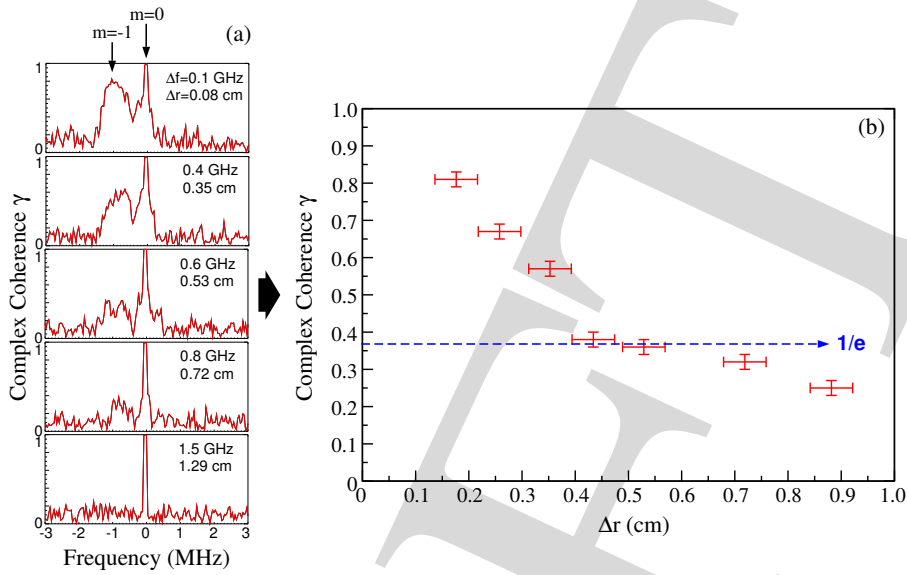 m=-1
m=0
(a)
1
Δf=0.1 GHz
Δr=0.08 cm
0
1
0.4 GHz
0.35 cm
0
1
0.6 GHz
0.53 cm
0
1
0.8 GHz
0.72 cm
0
1
1.5 GHz
1.29 cm
0
-3 -2 -1 0 1 2 3
Frequency (MHz)
Complex Coherence γ
(b)
1.0
0.9
0.8
0.7
0.6
0.5
0.4
0.3
0.2
0.1
0
1/e
0 0.1 0.2 0.3 0.4 0.5 0.6 0.7 0.8 0.9 1.0
Δr (cm)
Complex Coherence γ